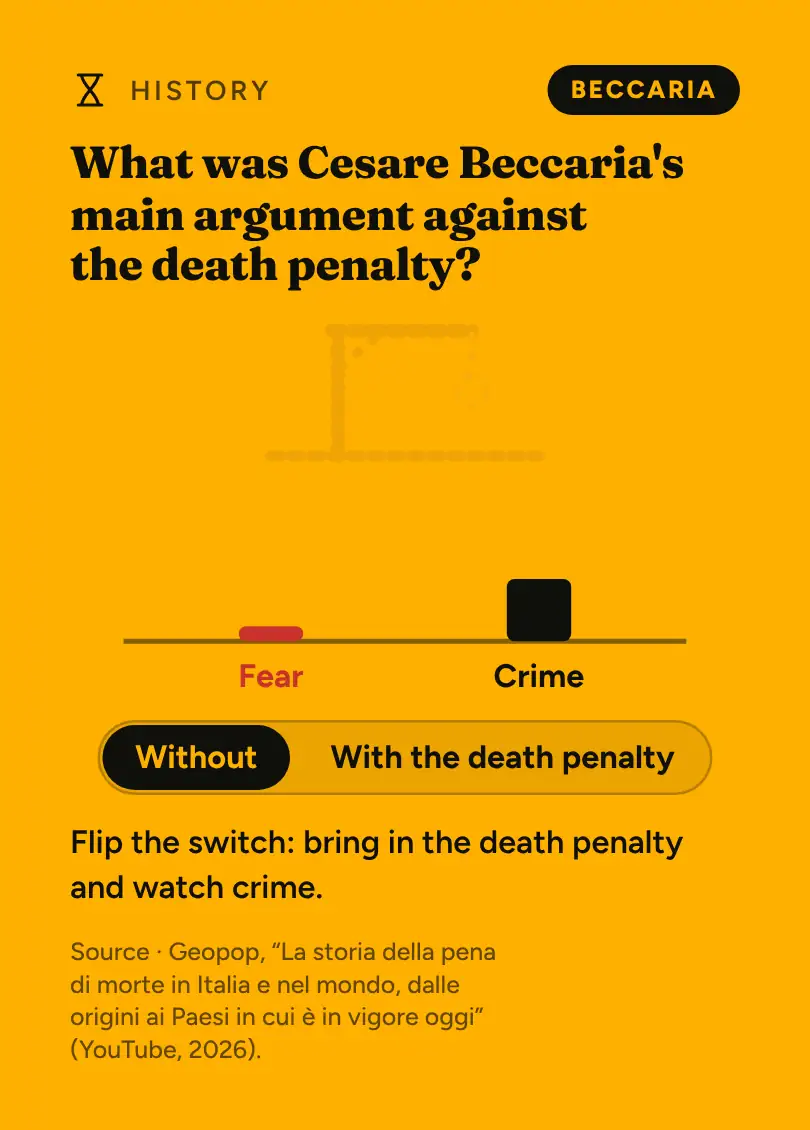 HISTORY
BECCARIA
What was Cesare Beccaria's
main argument against
the death penalty?
Fear
Crime
Without
With the death penalty
Flip the switch: bring in the death penalty
and watch crime.
Source · Geopop, “La storia della pena
di morte in Italia e nel mondo, dalle
origini ai Paesi in cui è in vigore oggi”
(YouTube, 2026).